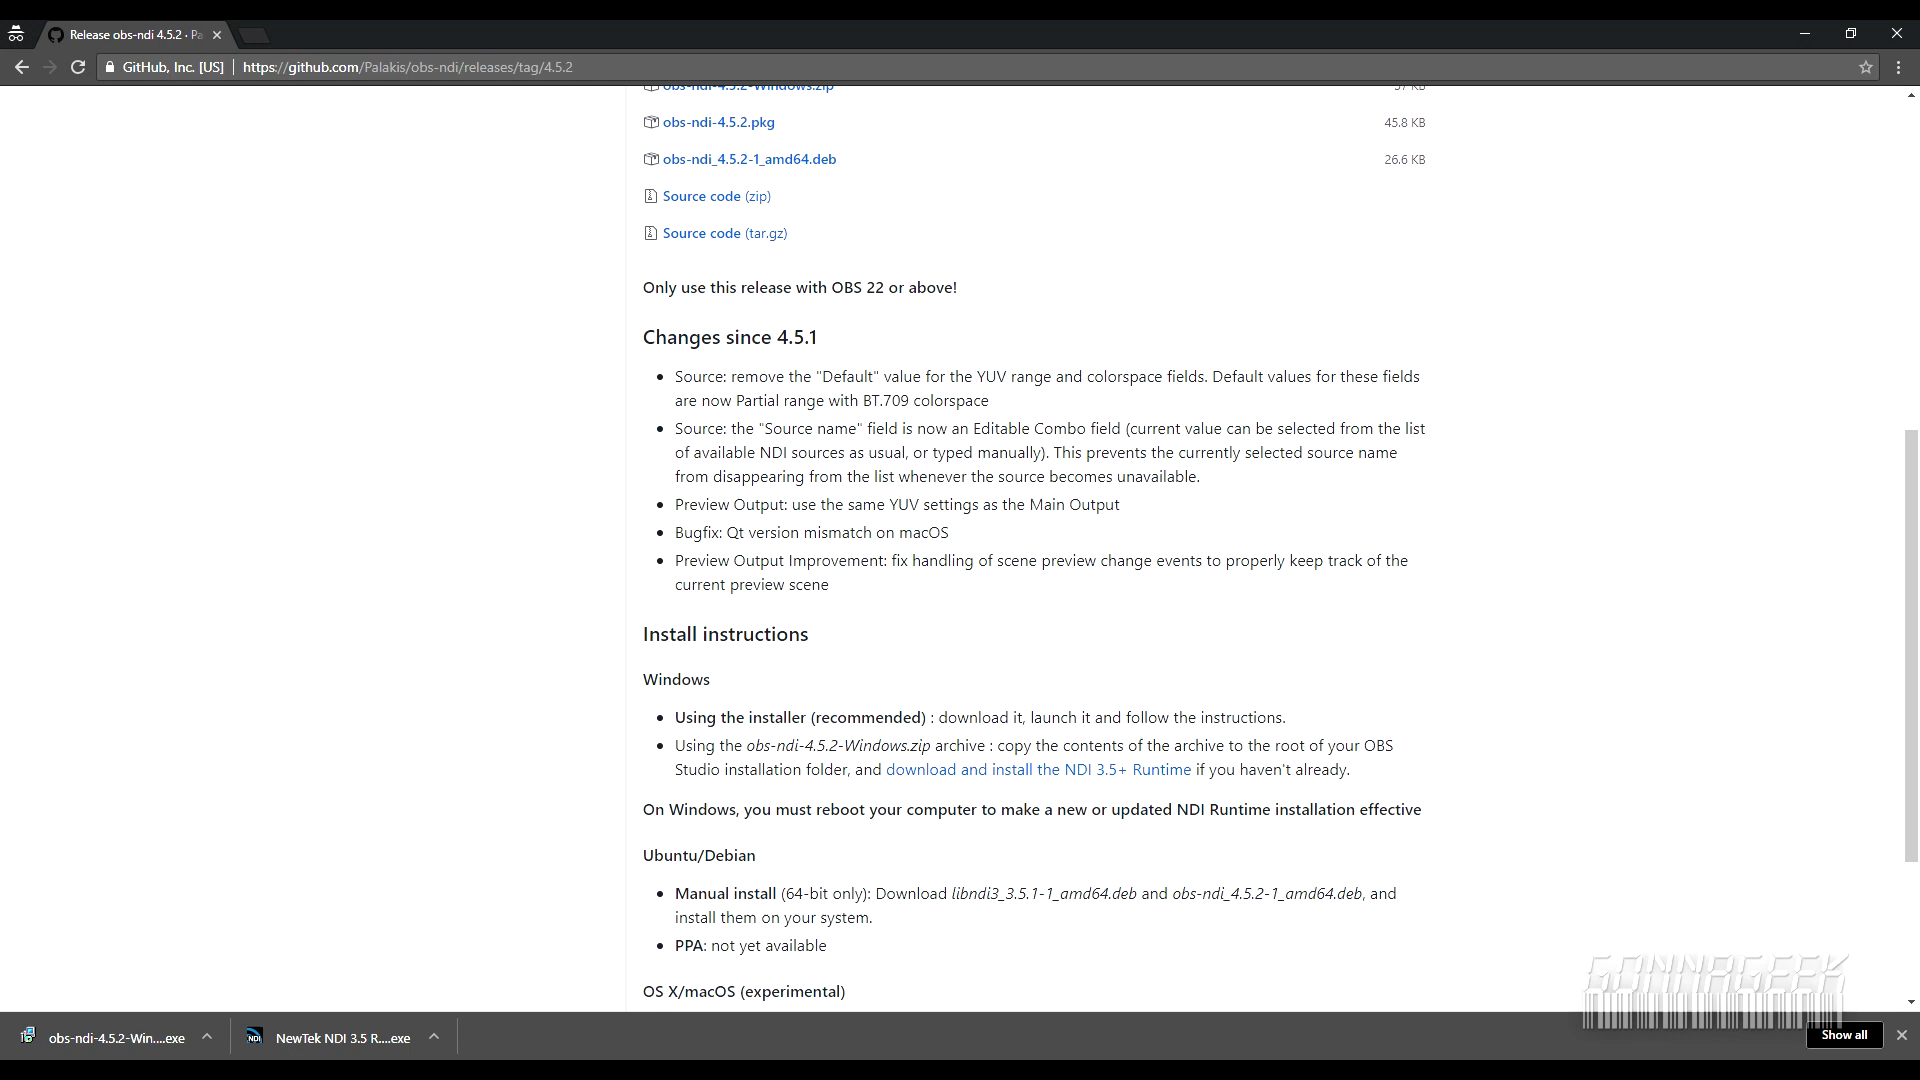 Release obs-ndi 4.5.2 · Pa
GitHub, Inc. [US] https://github.com/Palakis/obs-ndi/releases/tag/4.5.2
obs-ndi-4.5.2-Windows.zip 57 KB
obs-ndi-4.5.2.pkg 45.8 KB
obs-ndi_4.5.2-1_amd64.deb 26.6 KB
Source code (zip)
Source code (tar.gz)
Only use this release with OBS 22 or above!
Changes since 4.5.1
Source: remove the "Default" value for the YUV range and colorspace fields. Default values for these fields
are now Partial range with BT.709 colorspace
Source: the "Source name" field is now an Editable Combo field (current value can be selected from the list
of available NDI sources as usual, or typed manually). This prevents the currently selected source name
from disappearing from the list whenever the source becomes unavailable.
Preview Output: use the same YUV settings as the Main Output
Bugfix: Qt version mismatch on macOS
Preview Output Improvement: fix handling of scene preview change events to properly keep track of the
current preview scene
Install instructions
Windows
Using the installer (recommended) : download it, launch it and follow the instructions.
Using the obs-ndi-4.5.2-Windows.zip archive : copy the contents of the archive to the root of your OBS
Studio installation folder, and download and install the NDI 3.5+ Runtime if you haven't already.
On Windows, you must reboot your computer to make a new or updated NDI Runtime installation effective
Ubuntu/Debian
Manual install (64-bit only): Download libndi3_3.5.1-1_amd64.deb and obs-ndi_4.5.2-1_amd64.deb, and
install them on your system.
PPA: not yet available
OS X/macOS (experimental)
GONNAGEEK
obs-ndi-4.5.2-Win....exe
NDI
NewTek NDI 3.5 R....exe
Show all